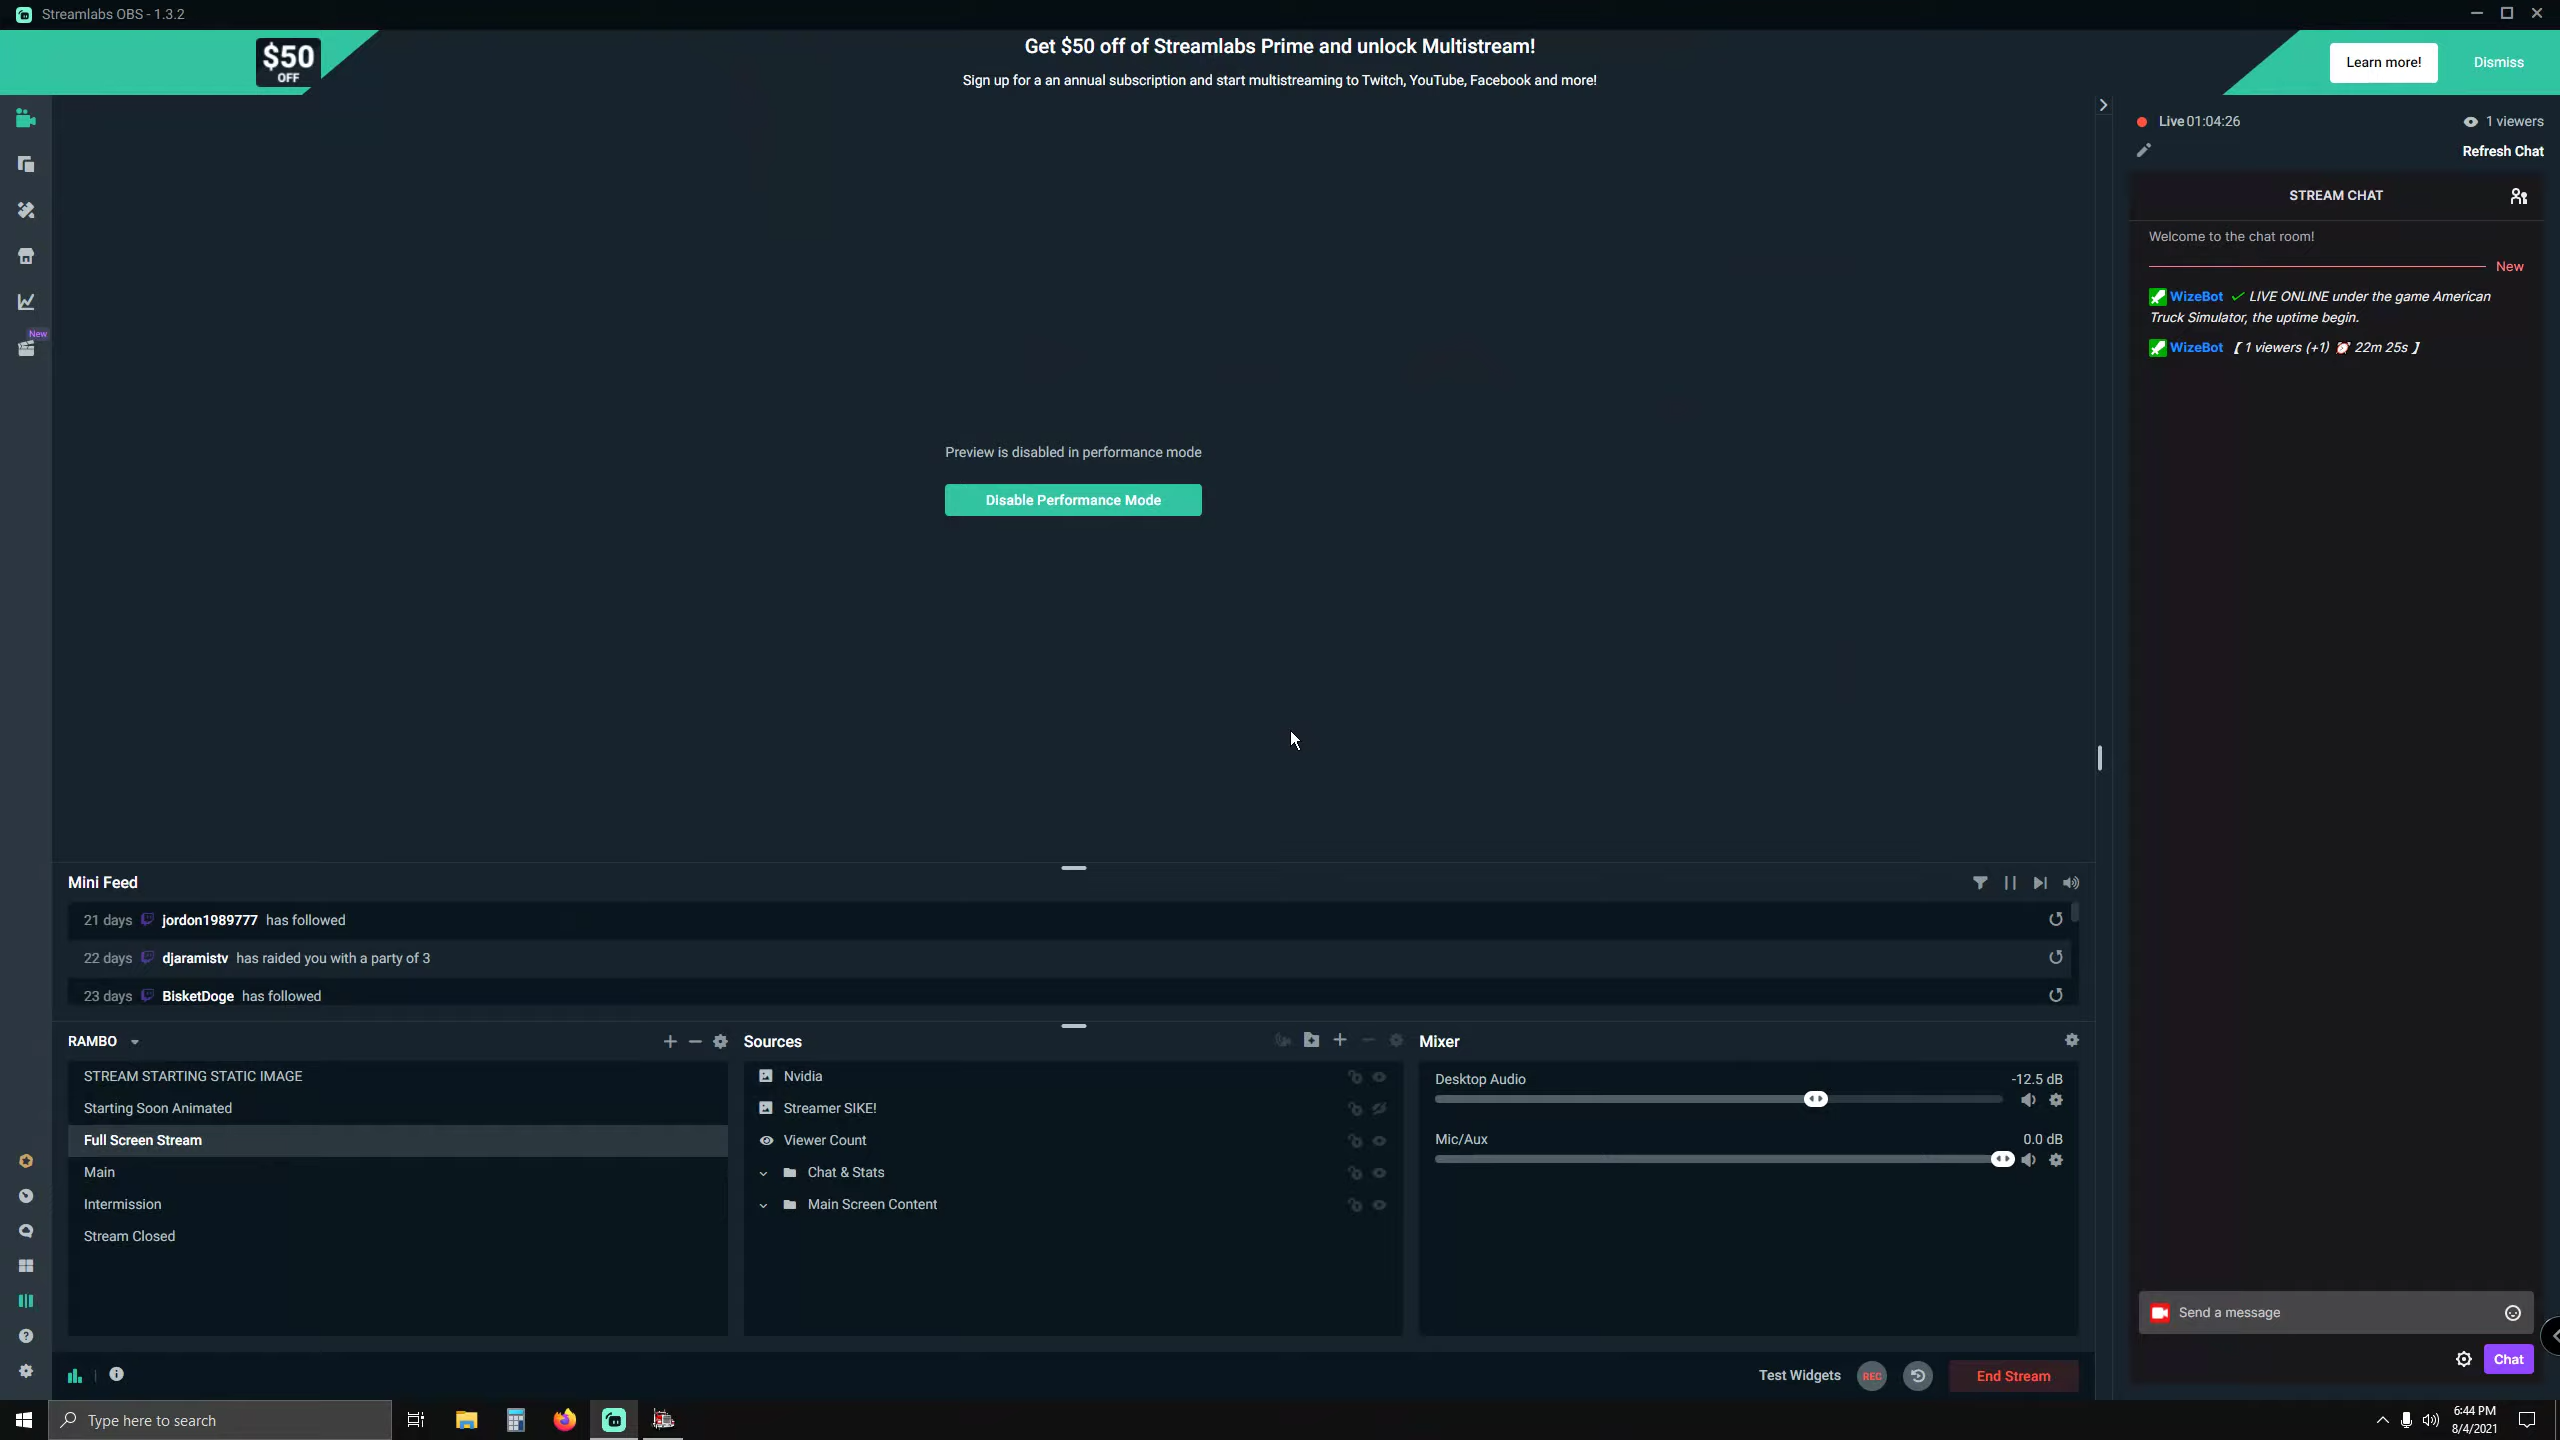 Streamlabs OBS - 1.3.2
$50
OFF
Get $50 off of Streamlabs Prime and unlock Multistream!
Sign up for a an annual subscription and start multistreaming to Twitch, YouTube, Facebook and more!
Learn more!
Dismiss
Live 01:04:26
1 viewers
Refresh Chat
STREAM CHAT
Welcome to the chat room!
New
WizeBot ✓ LIVE ONLINE under the game American
Truck Simulator, the uptime begin.
WizeBot 【 1 viewers (+1) ⏰ 22m 25s 】
New
Preview is disabled in performance mode
Disable Performance Mode
Mini Feed
21 days jordon1989777 has followed
22 days djaramistv has raided you with a party of 3
23 days BisketDoge has followed
RAMBO
STREAM STARTING STATIC IMAGE
Starting Soon Animated
Full Screen Stream
Main
Intermission
Stream Closed
Sources
Nvidia
Streamer SIKE!
Viewer Count
Chat & Stats
Main Screen Content
Mixer
Desktop Audio -12.5 dB
Mic/Aux 0.0 dB
Send a message
Chat
Test Widgets
REC
End Stream
Type here to search
6:44 PM
8/4/2021